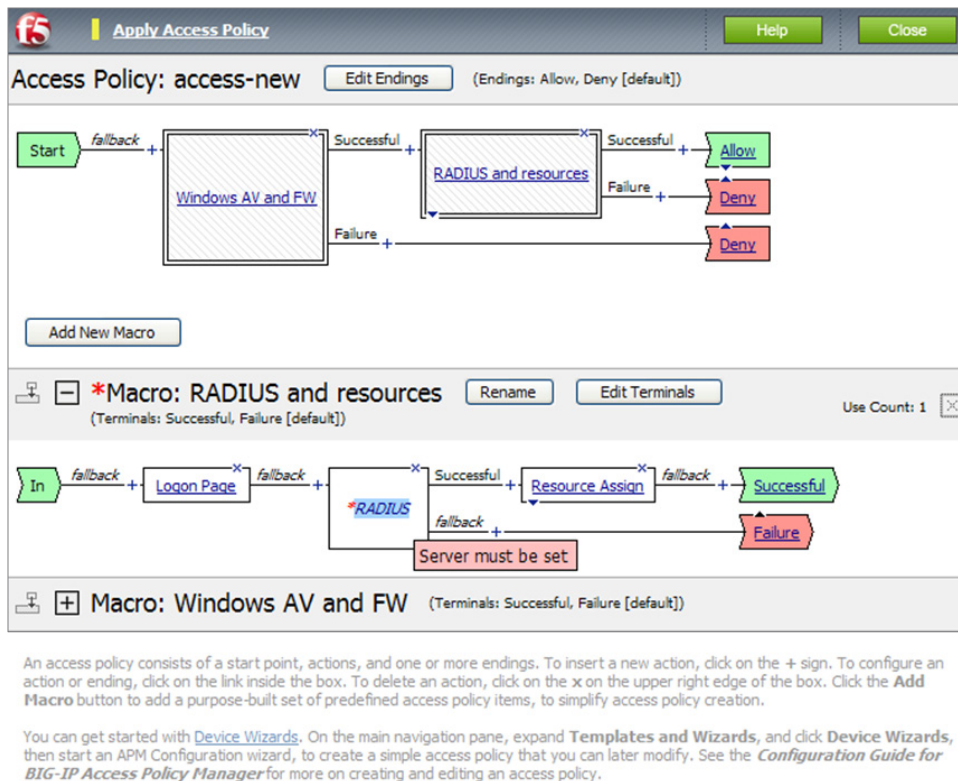 f5 Apply Access Policy Help Close
Access Policy: access-new Edit Endings (Endings: Allow, Deny [default])
Start fallback + Windows AV and FW x Successful + RADIUS and resources x Successful + Allow
Failure + Deny
Failure + Deny
Add New Macro
*Macro: RADIUS and resources Rename Edit Terminals Use Count: 1
(Terminals: Successful, Failure [default])
In fallback + Logon Page x fallback + *RADIUS x Successful + Resource Assign x fallback + Successful
fallback + Failure
Server must be set
Macro: Windows AV and FW (Terminals: Successful, Failure [default])
An access policy consists of a start point, actions, and one or more endings. To insert a new action, click on the + sign. To configure an
action or ending, click on the link inside the box. To delete an action, click on the x on the upper right edge of the box. Click the Add
Macro button to add a purpose-built set of predefined access policy items, to simplify access policy creation.
You can get started with Device Wizards. On the main navigation pane, expand Templates and Wizards, and click Device Wizards,
then start an APM Configuration wizard, to create a simple access policy that you can later modify. See the Configuration Guide for
BIG-IP Access Policy Manager for more on creating and editing an access policy.